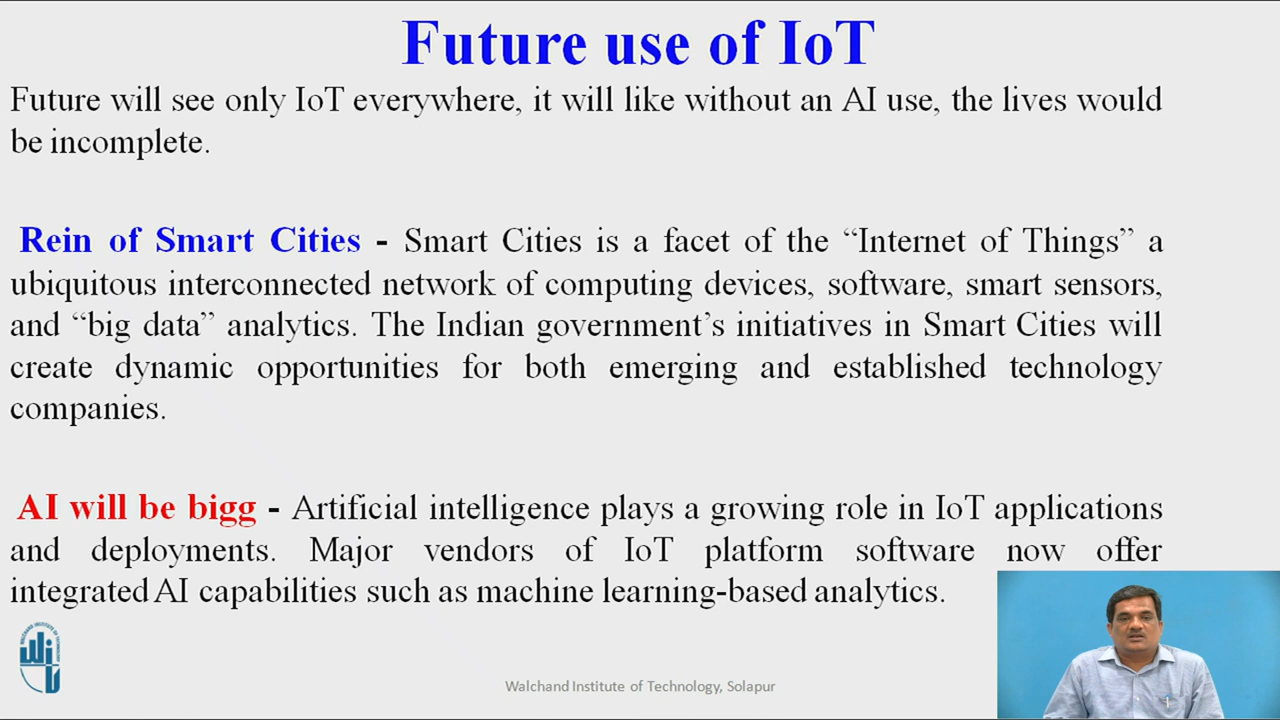 Future use of IoT
Future will see only IoT everywhere, it will like without an AI use, the lives would
be incomplete.
Rein of Smart Cities - Smart Cities is a facet of the “Internet of Things” a
ubiquitous interconnected network of computing devices, software, smart sensors,
and “big data” analytics. The Indian government’s initiatives in Smart Cities will
create dynamic opportunities for both emerging and established technology
companies.
AI will be bigg - Artificial intelligence plays a growing role in IoT applications
and deployments. Major vendors of IoT platform software now offer
integrated AI capabilities such as machine learning-based analytics.
WALCHAND INSTITUTE OF TECHNOLOGY
WIT
Walchand Institute of Technology, Solapur